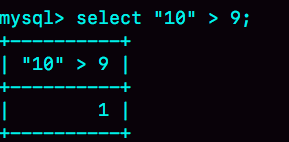 mysql> select "10" > 9;
+----------+
| "10" > 9 |
+----------+
|        1 |
+----------+